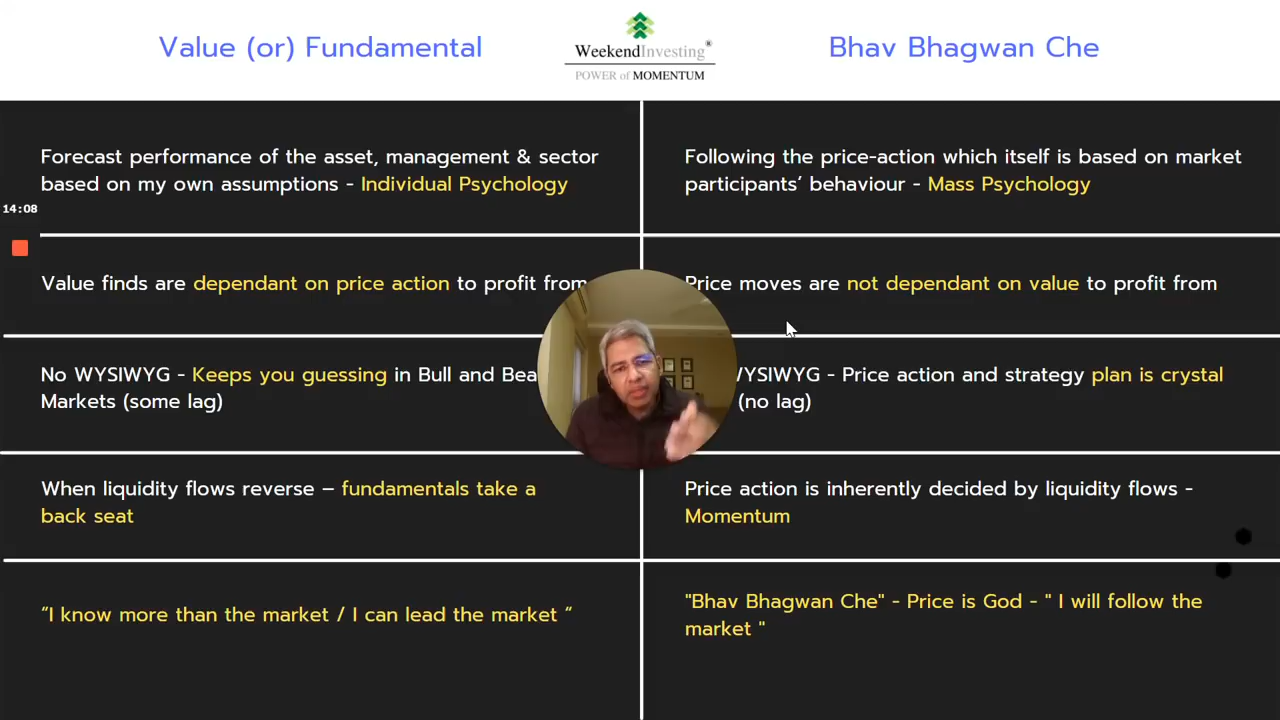 Value (or) Fundamental
WeekendInvesting®
POWER of MOMENTUM
Bhav Bhagwan Che
Forecast performance of the asset, management & sector
based on my own assumptions - Individual Psychology
Following the price-action which itself is based on market
participants’ behaviour - Mass Psychology
14:08
Value finds are dependant on price action to profit from
Price moves are not dependant on value to profit from
No WYSIWYG - Keeps you guessing in Bull and
Markets (some lag)
- Price action and strategy plan is crystal
(no lag)
When liquidity flows reverse – fundamentals take a
back seat
Price action is inherently decided by liquidity flows -
Momentum
”I know more than the market / I can lead the market “
"Bhav Bhagwan Che" - Price is God - " I will follow the
market "